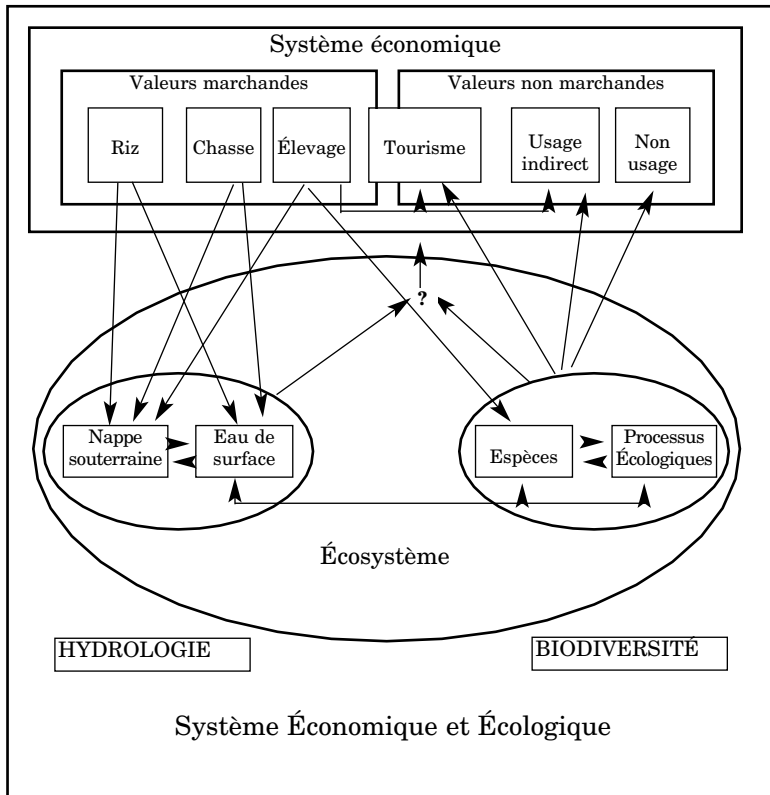 Système économique
Valeurs marchandes
Valeurs non marchandes
Riz
Chasse
Élevage
Tourisme
Usage
indirect
Non
usage
?
Nappe
souterraine
Eau de
surface
Espèces
Processus
Écologiques
Écosystème
HYDROLOGIE
BIODIVERSITÉ
Système Économique et Écologique